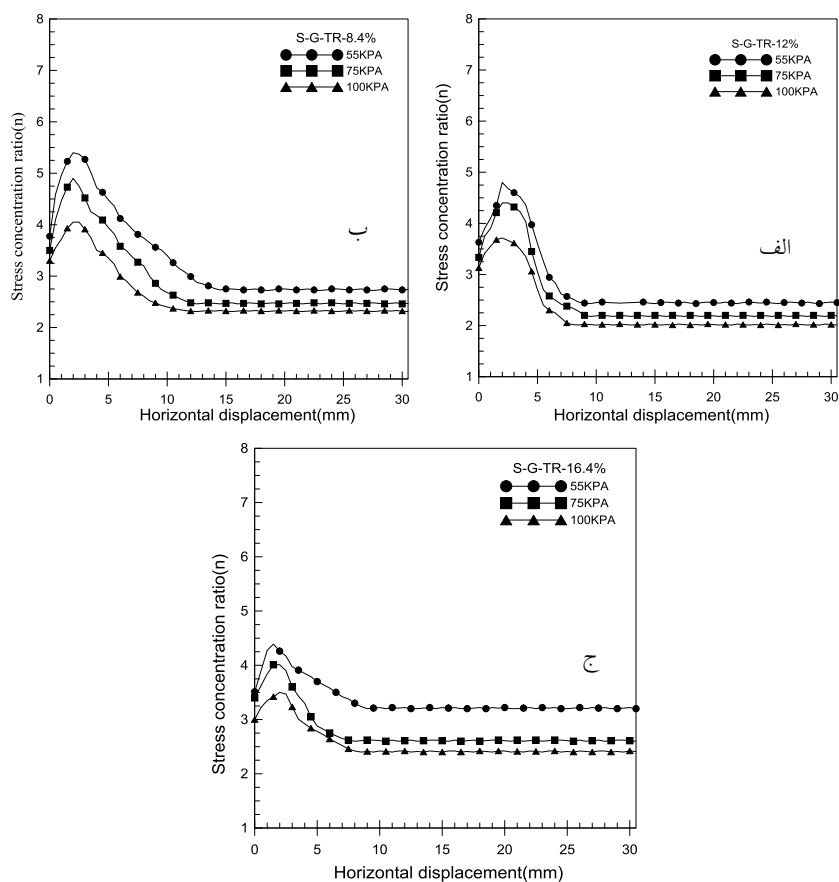 S-G-TR-8.4%
55KPA
75KPA
100KPA
ب
8
7
6
5
4
3
2
1
Stress concentration ratio(n)
0 5 10 15 20 25 30
Horizontal displacement(mm)
S-G-TR-12%
55KPA
75KPA
100KPA
الف
8
7
6
5
4
3
2
1
Stress concentration ratio(n)
0 5 10 15 20 25 30
Horizontal displacement(mm)
S-G-TR-16.4%
55KPA
75KPA
100KPA
ج
8
7
6
5
4
3
2
1
Stress concentration ratio(n)
0 5 10 15 20 25 30
Horizontal displacement(mm)